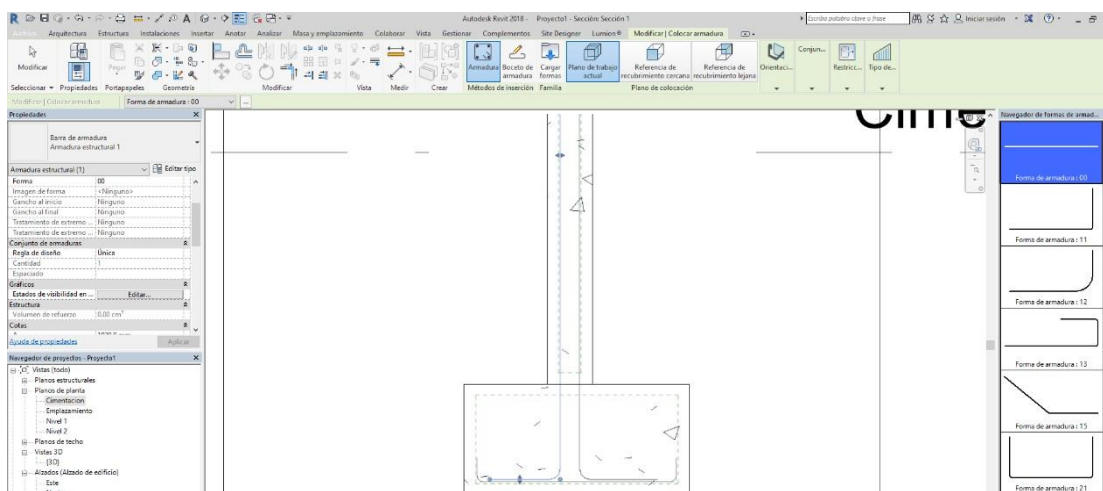 Autodesk Revit 2018 - Proyecto1 - Sección: Sección 1
Escriba palabra clave o frase
Iniciar sesión
Archivo Arquitectura Estructura Instalaciones Insertar Anotar Analizar Masa y emplazamiento Colaborar Vista Gestionar Complementos Site Designer Lumion® Modificar | Colocar armadura
Modificar
Pegar
Armadura Boceto de armadura Cargar formas Plano de trabajo actual Referencia de recubrimiento cercana Referencia de recubrimiento lejana Orientaci... Conjun... Restricc... Tipo de...
Seleccionar Propiedades Portapapeles Geometría Modificar Vista Medir Crear Métodos de inserción Familia Plano de colocación
Modificar | Colocar armadura Forma de armadura : 00
Propiedades
Barra de armadura
Armadura estructural 1
Armadura estructural (1) Editar tipo
Forma 00
Imagen de forma <Ninguno>
Gancho al inicio Ninguno
Gancho al final Ninguno
Tratamiento de extremo ... Ninguno
Tratamiento de extremo ... Ninguno
Conjunto de armaduras
Regla de diseño Única
Cantidad 1
Espaciado
Gráficos
Estados de visibilidad en ... Editar...
Estructura
Volumen de refuerzo 0.00 cm³
Cotas
Ayuda de propiedades Aplicar
Navegador de proyectos - Proyecto1
Vistas (todo)
Planos estructurales
Planos de planta
Cimentacion
Emplazamiento
Nivel 1
Nivel 2
Planos de techo
Vistas 3D
{3D}
Alzados (Alzado de edificio)
Este
Navegador de formas de armad...
Forma de armadura : 00
Forma de armadura : 11
Forma de armadura : 12
Forma de armadura : 13
Forma de armadura : 15
Forma de armadura : 21